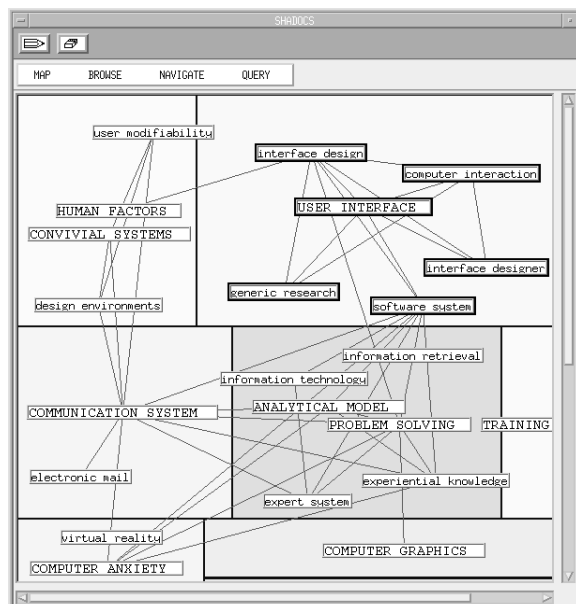 SHADOCS
MAP BROWSE NAVIGATE QUERY
user modifiability
interface design
computer interaction
HUMAN FACTORS
USER INTERFACE
CONVIVIAL SYSTEMS
interface designer
generic research
design environments
software system
information retrieval
information technology
COMMUNICATION SYSTEM
ANALYTICAL MODEL
PROBLEM SOLVING
TRAINING
electronic mail
experiential knowledge
expert system
virtual reality
COMPUTER GRAPHICS
COMPUTER ANXIETY